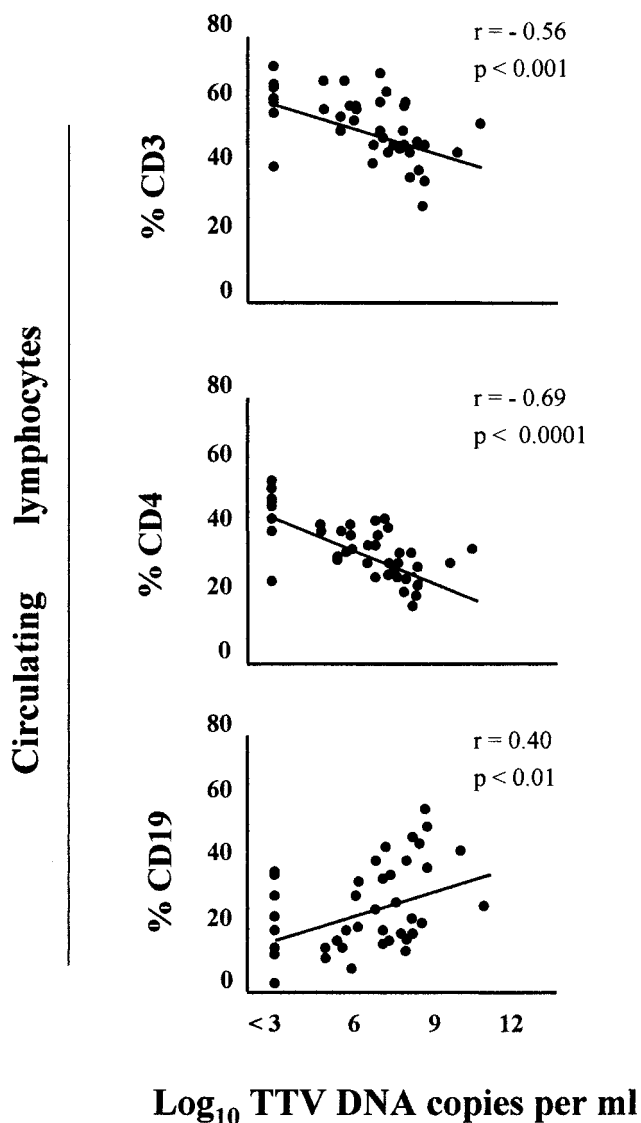 Circulating lymphocytes
% CD3
80
60
40
20
0
r = - 0.56
p < 0.001
% CD4
80
60
40
20
0
r = - 0.69
p < 0.0001
% CD19
80
60
40
20
0
r = 0.40
p < 0.01
< 3 6 9 12
Log10 TTV DNA copies per ml